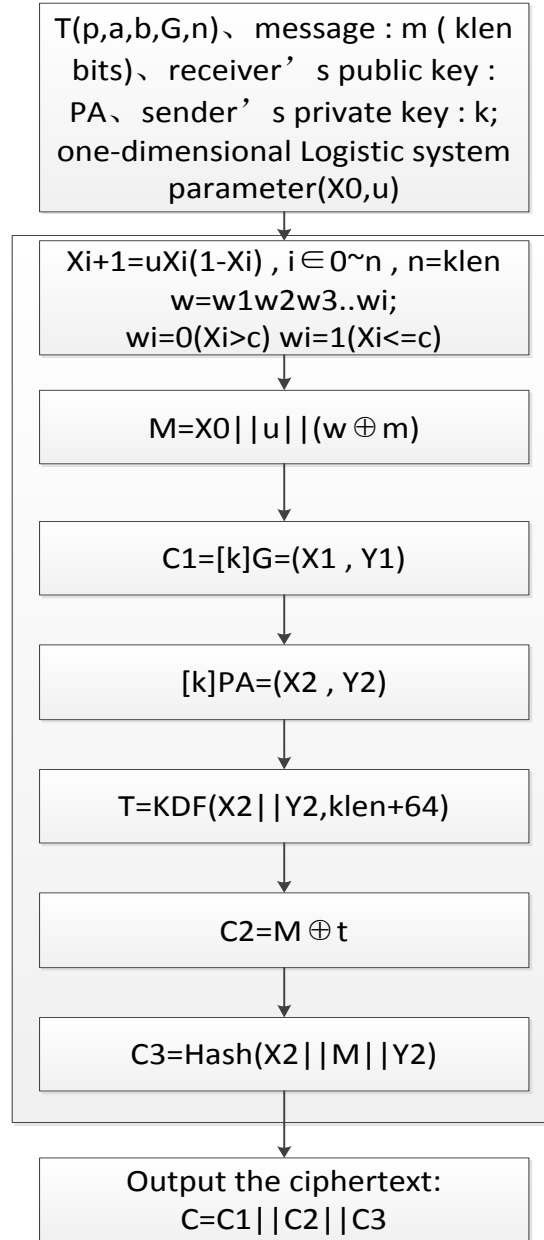 T(p,a,b,G,n)、message : m ( klen
bits)、receiver’s public key :
PA、sender’s private key : k;
one-dimensional Logistic system
parameter(X0,u)
Xi+1=uXi(1-Xi) , i∈0~n , n=klen
w=w1w2w3..wi;
wi=0(Xi>c) wi=1(Xi<=c)
M=X0||u||(w⊕m)
C1=[k]G=(X1 , Y1)
[k]PA=(X2 , Y2)
T=KDF(X2||Y2,klen+64)
C2=M⊕t
C3=Hash(X2||M||Y2)
Output the ciphertext:
C=C1||C2||C3